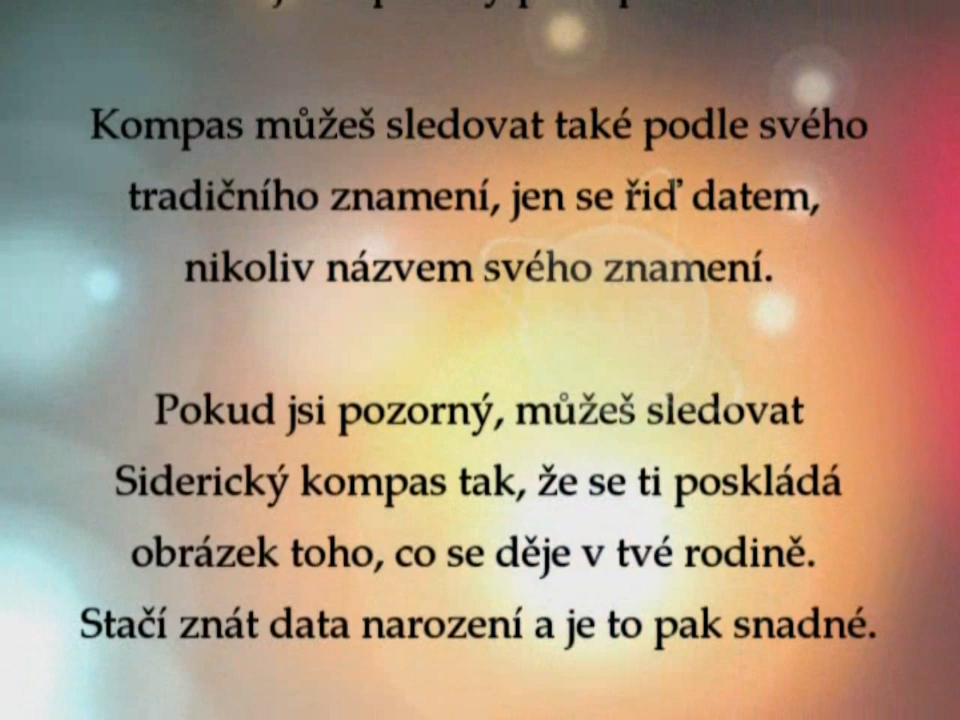 Kompas můžeš sledovat také podle svého
tradičního znamení, jen se řiď datem,
nikoliv názvem svého znamení.
Pokud jsi pozorný, můžeš sledovat
Siderický kompas tak, že se ti poskládá
obrázek toho, co se děje v tvé rodině.
Stačí znát data narození a je to pak snadné.